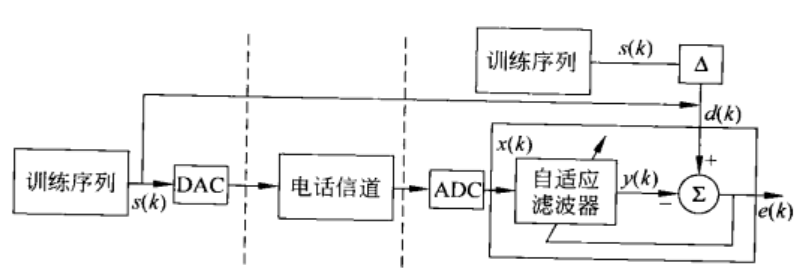 训练序列
s(k)
Δ
d(k)
训练序列
s(k)
DAC
电话信道
ADC
x(k)
自适应
滤波器
y(k)
+
−
Σ
e(k)